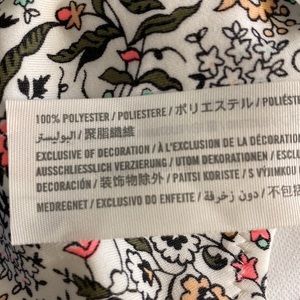 100% POLYESTER / POLIESTERE / ポリエステル / POLIÉST
البوليستر / 聚脂纖維
EXCLUSIVE OF DECORATION / À L'EXCLUSION DE LA DÉCORATION
AUSSCHLIESSLICH VERZIERUNG / UTOM DEKORATIONEN / ESCL
DECORACIÓN / 装饰物除外 / PAITSI KORISTE / S VÝJIMKOU
MEDREGNET / EXCLUSIVO DO ENFEITE / بدون زخرفة / 不包括